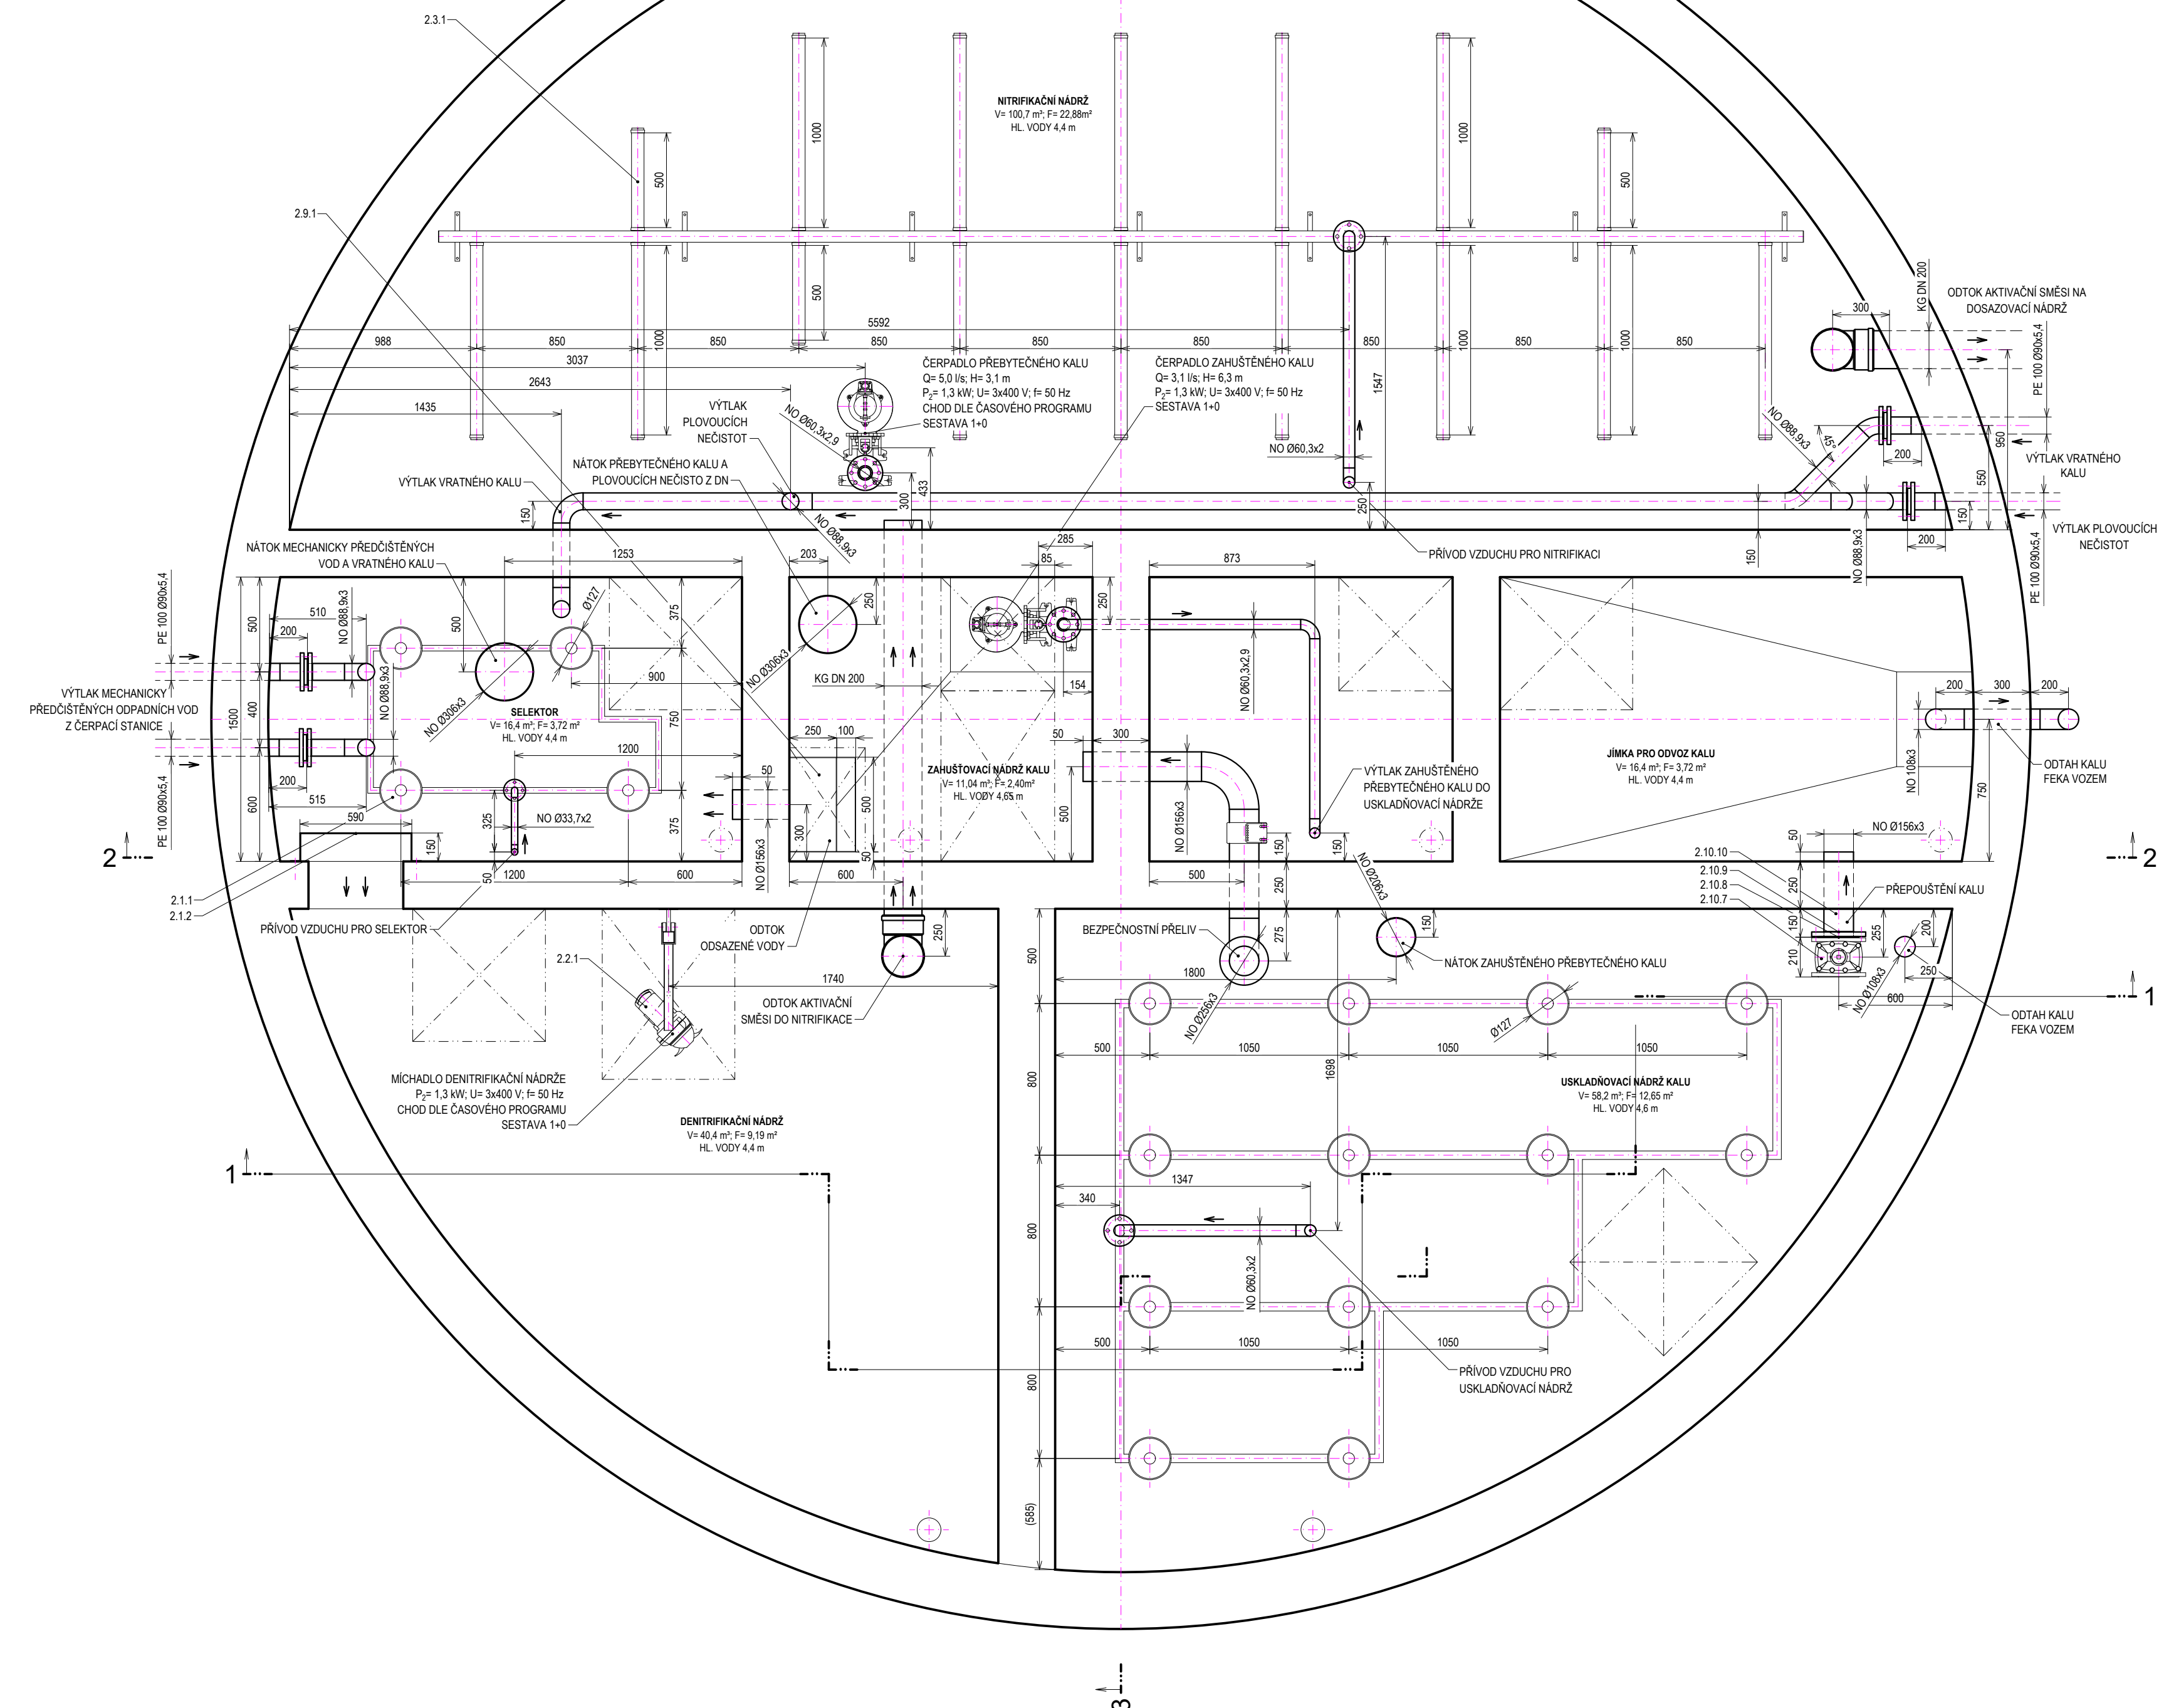 2.3.1
NITRIFIKAČNÍ NÁDRŽ
V= 100,7 m³; F= 22,88m²
HL. VODY 4,4 m
1000
1000
500
500
2.9.1
500
1000
1000
1000
5592
988
850
850
850
850
850
850
850
850
3037
2643
1435
1547
ČERPADLO PŘEBYTEČNÉHO KALU
Q= 5,0 l/s; H= 3,1 m
P₂= 1,3 kW; U= 3x400 V; f= 50 Hz
CHOD DLE ČASOVÉHO PROGRAMU
SESTAVA 1+0
ČERPADLO ZAHUŠTĚNÉHO KALU
Q= 3,1 l/s; H= 6,3 m
P₂= 1,3 kW; U= 3x400 V; f= 50 Hz
SESTAVA 1+0
KG DN 200
300
ODTOK AKTIVAČNÍ SMĚSI NA
DOSAZOVACÍ NÁDRŽ
PE 100 Ø90x5,4
950
550
NO Ø88,9x3
45°
200
VÝTLAK VRATNÉHO
KALU
VÝTLAK
PLOVOUCÍCH
NEČISTOT
NO Ø60,3x2,9
NÁTOK PŘEBYTEČNÉHO KALU A
PLOVOUCÍCH NEČISTO Z DN
VÝTLAK VRATNÉHO KALU
NO Ø60,3x2
433
300
250
150
NO Ø88,9x3
150
200
150
NO Ø88,9x3
PE 100 Ø90x5,4
VÝTLAK PLOVOUCÍCH
NEČISTOT
PŘÍVOD VZDUCHU PRO NITRIFIKACI
NÁTOK MECHANICKY PŘEDČIŠTĚNÝCH
VOD A VRATNÉHO KALU
1253
203
285
85
873
PE 100 Ø90x5,4
1500
500
400
600
510
200
NO Ø88,9x3
500
Ø127
375
250
250
NO Ø306x3
NO Ø306x3
900
KG DN 200
154
NO Ø60,3x2,9
VÝTLAK MECHANICKY
PŘEDČIŠTĚNÝCH ODPADNÍCH VOD
Z ČERPACÍ STANICE
NO Ø88,9x3
SELEKTOR
V= 16,4 m³; F= 3,72 m²
HL. VODY 4,4 m
750
1200
250
100
50
300
200
300
200
PE 100 Ø90x5,4
200
515
590
325
NO Ø33,7x2
375
50
NO Ø156x3
300
500
50
ZAHUŠŤOVACÍ NÁDRŽ KALU
V= 11,04 m³; F= 2,40m²
HL. VODY 4,65 m
500
NO Ø156x3
VÝTLAK ZAHUŠTĚNÉHO
PŘEBYTEČNÉHO KALU DO
USKLADŇOVACÍ NÁDRŽE
JÍMKA PRO ODVOZ KALU
V= 16,4 m³; F= 3,72 m²
HL. VODY 4,4 m
NO 108x3
750
ODTAH KALU
FEKA VOZEM
150
50
1200
600
600
500
150
150
250
NO Ø206x3
50
NO Ø156x3
2
2
2.1.1
2.1.2
PŘÍVOD VZDUCHU PRO SELEKTOR
2.10.10
2.10.9
2.10.8
2.10.7
250
150
210
PŘEPOUŠTĚNÍ KALU
255
200
250
NO Ø108x3
600
ODTAH KALU
FEKA VOZEM
ODTOK
ODSAZENÉ VODY
250
BEZPEČNOSTNÍ PŘELIV
275
150
NÁTOK ZAHUŠTĚNÉHO PŘEBYTEČNÉHO KALU
2.2.1
1740
ODTOK AKTIVAČNÍ
SMĚSI DO NITRIFIKACE
500
1800
NO Ø256x3
Ø127
1
500
1050
1050
1050
1698
800
MÍCHADLO DENITRIFIKAČNÍ NÁDRŽE
P₂= 1,3 kW; U= 3x400 V; f= 50 Hz
CHOD DLE ČASOVÉHO PROGRAMU
SESTAVA 1+0
DENITRIFIKAČNÍ NÁDRŽ
V= 40,4 m³; F= 9,19 m²
HL. VODY 4,4 m
USKLADŇOVACÍ NÁDRŽ KALU
V= 58,2 m³; F= 12,65 m²
HL. VODY 4,6 m
1
1347
340
800
NO Ø60,3x2
500
1050
1050
800
PŘÍVOD VZDUCHU PRO
USKLADŇOVACÍ NÁDRŽ
(585)
3